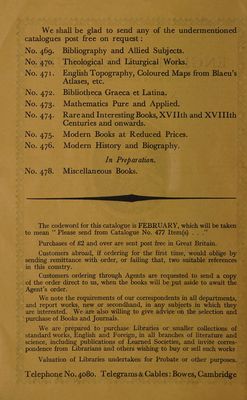 We shall be glad to send any of the undermentioned
catalogues post free on request:
No. 469. Bibliography and Allied Subjects.
No. 470. Theological and Liturgical Works.
No. 471. English Topography, Coloured Maps from Blaeu's
Atlases, etc.
No. 472. Bibliotheca Graeca et Latina.
No. 473. Mathematics Pure and Applied.
No. 474. Rare and Interesting Books, XVIIth and XVIIIth
Centuries and onwards.
No. 475. Modern Books at Reduced Prices.
No. 476. Modern History and Biography.
In Preparation.
No. 478. Miscellaneous Books.
The codeword for this catalogue is FEBRUARY, which will be taken
to mean "Please send from Catalogue No. 477 Item(s) . . ."
Purchases of £2 and over are sent post free in Great Britain.
Customers abroad, if ordering for the first time, would oblige by
sending remittance with order, or failing that, two suitable references
in this country.
Customers ordering through Agents are requested to send a copy
of the order direct to us, when the books will be put aside to await the
Agent's order.
We note the requirements of our correspondents in all departments,
and report works, new or secondhand, in any subjects in which they
are interested. We are also willing to give advice on the selection and
purchase of Books and Journals.
We are prepared to purchase Libraries or smaller collections of
standard works, English and Foreign, in all branches of literature and
science, including publications of Learned Societies, and invite corres-
pondence from Librarians and others wishing to buy or sell such works
Valuation of Libraries undertaken for Probate or other purposes.
Telephone No. 4080. Telegrams & Cables: Bowes, Cambridge